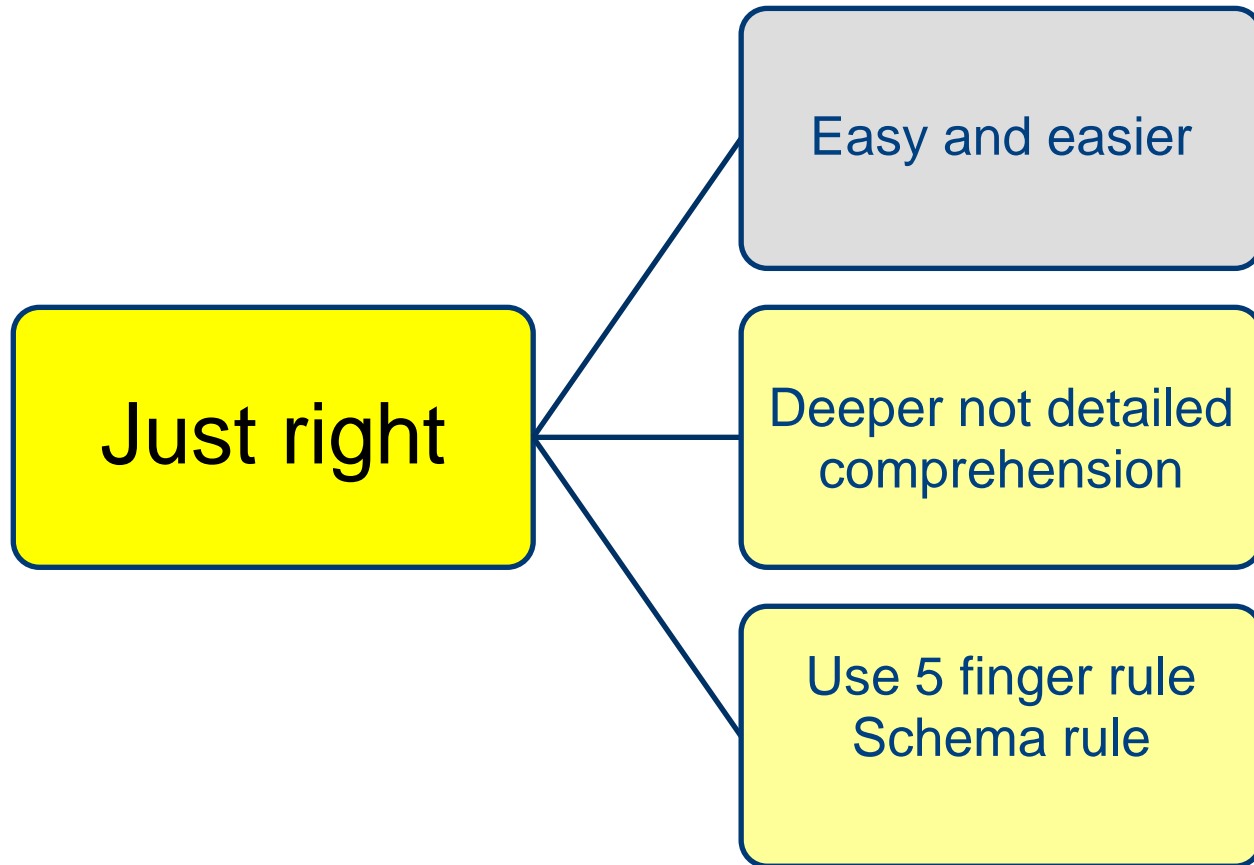 Easy and easier
Just right
Deeper not detailed
comprehension
Use 5 finger rule
Schema rule